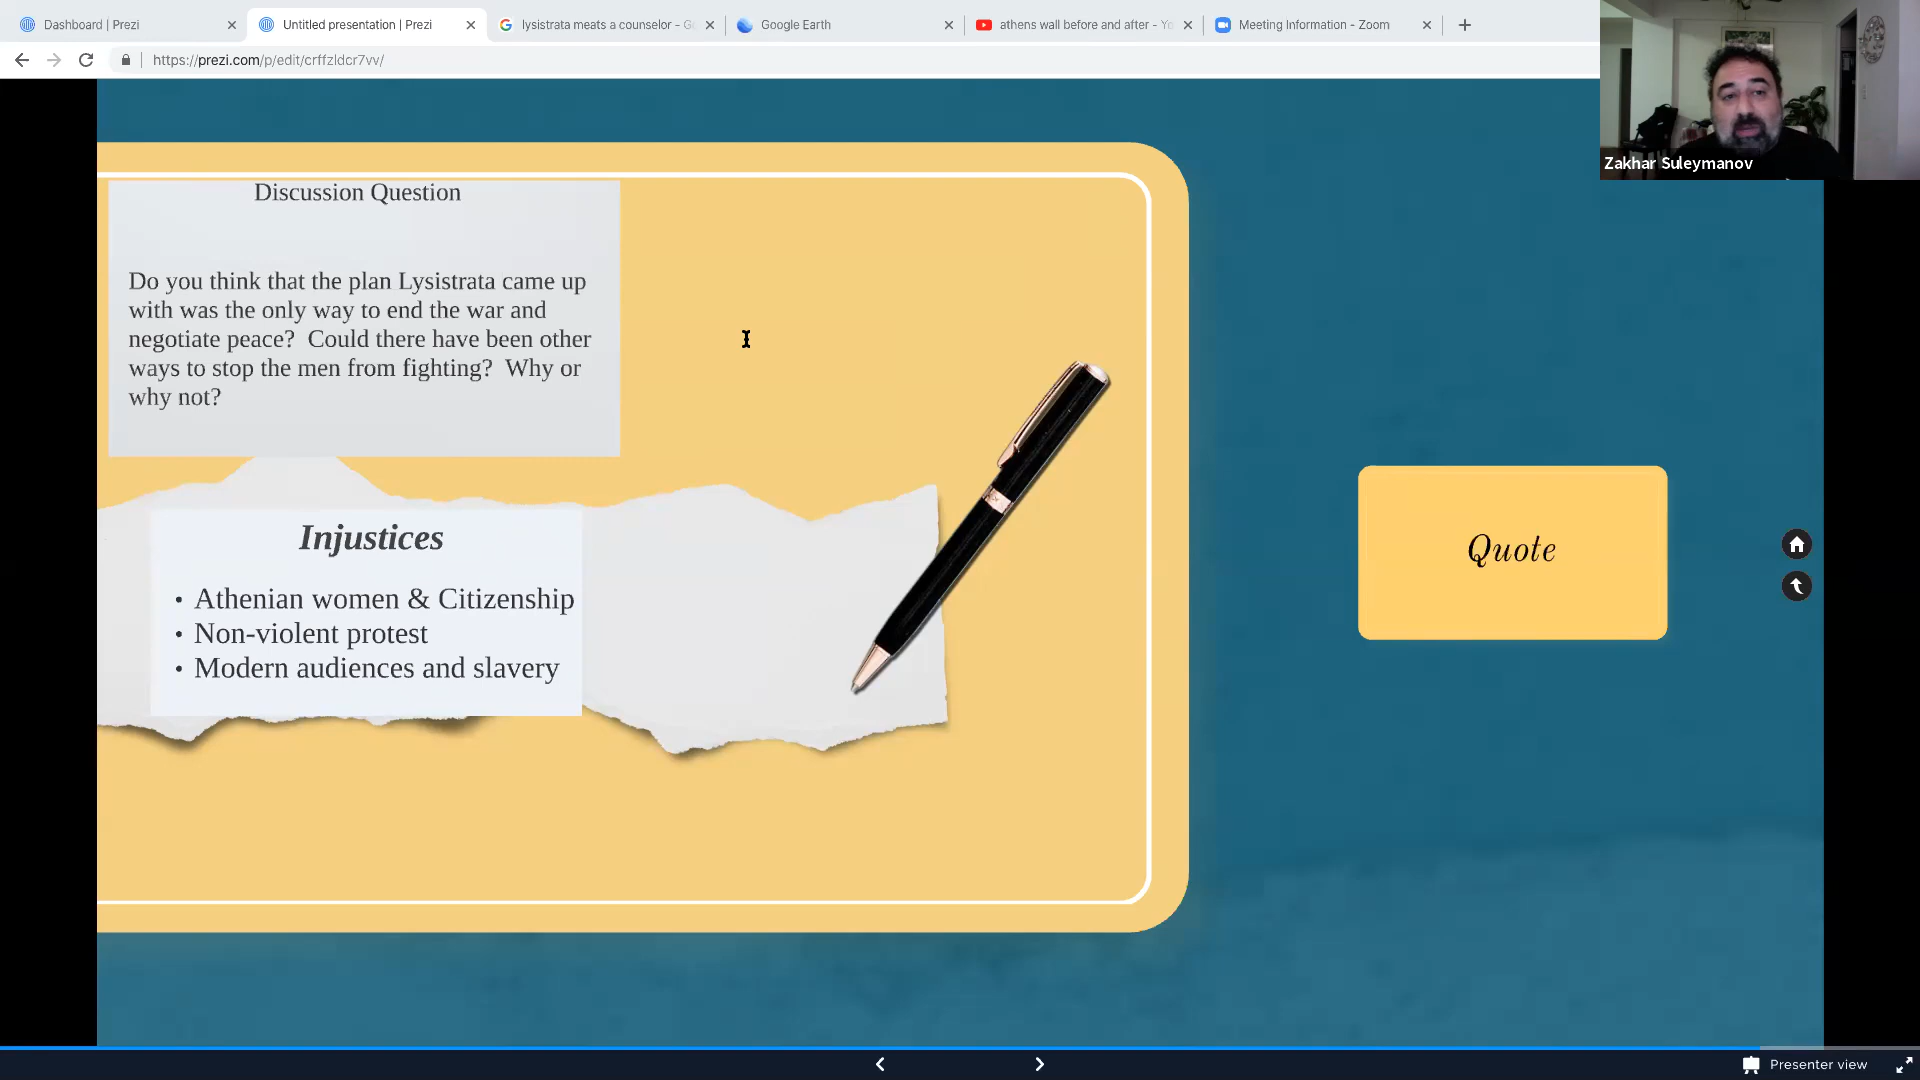 Dashboard | Prezi
Untitled presentation | Prezi
lysistrata meats a counselor - G
Google Earth
athens wall before and after - Yo
Meeting Information - Zoom
https://prezi.com/p/edit/crffzldcr7vv/
Zakhar Suleymanov
Discussion Question
Do you think that the plan Lysistrata came up
with was the only way to end the war and
negotiate peace?  Could there have been other
ways to stop the men from fighting?  Why or
why not?
Injustices
• Athenian women & Citizenship
• Non-violent protest
• Modern audiences and slavery
Quote
Presenter view